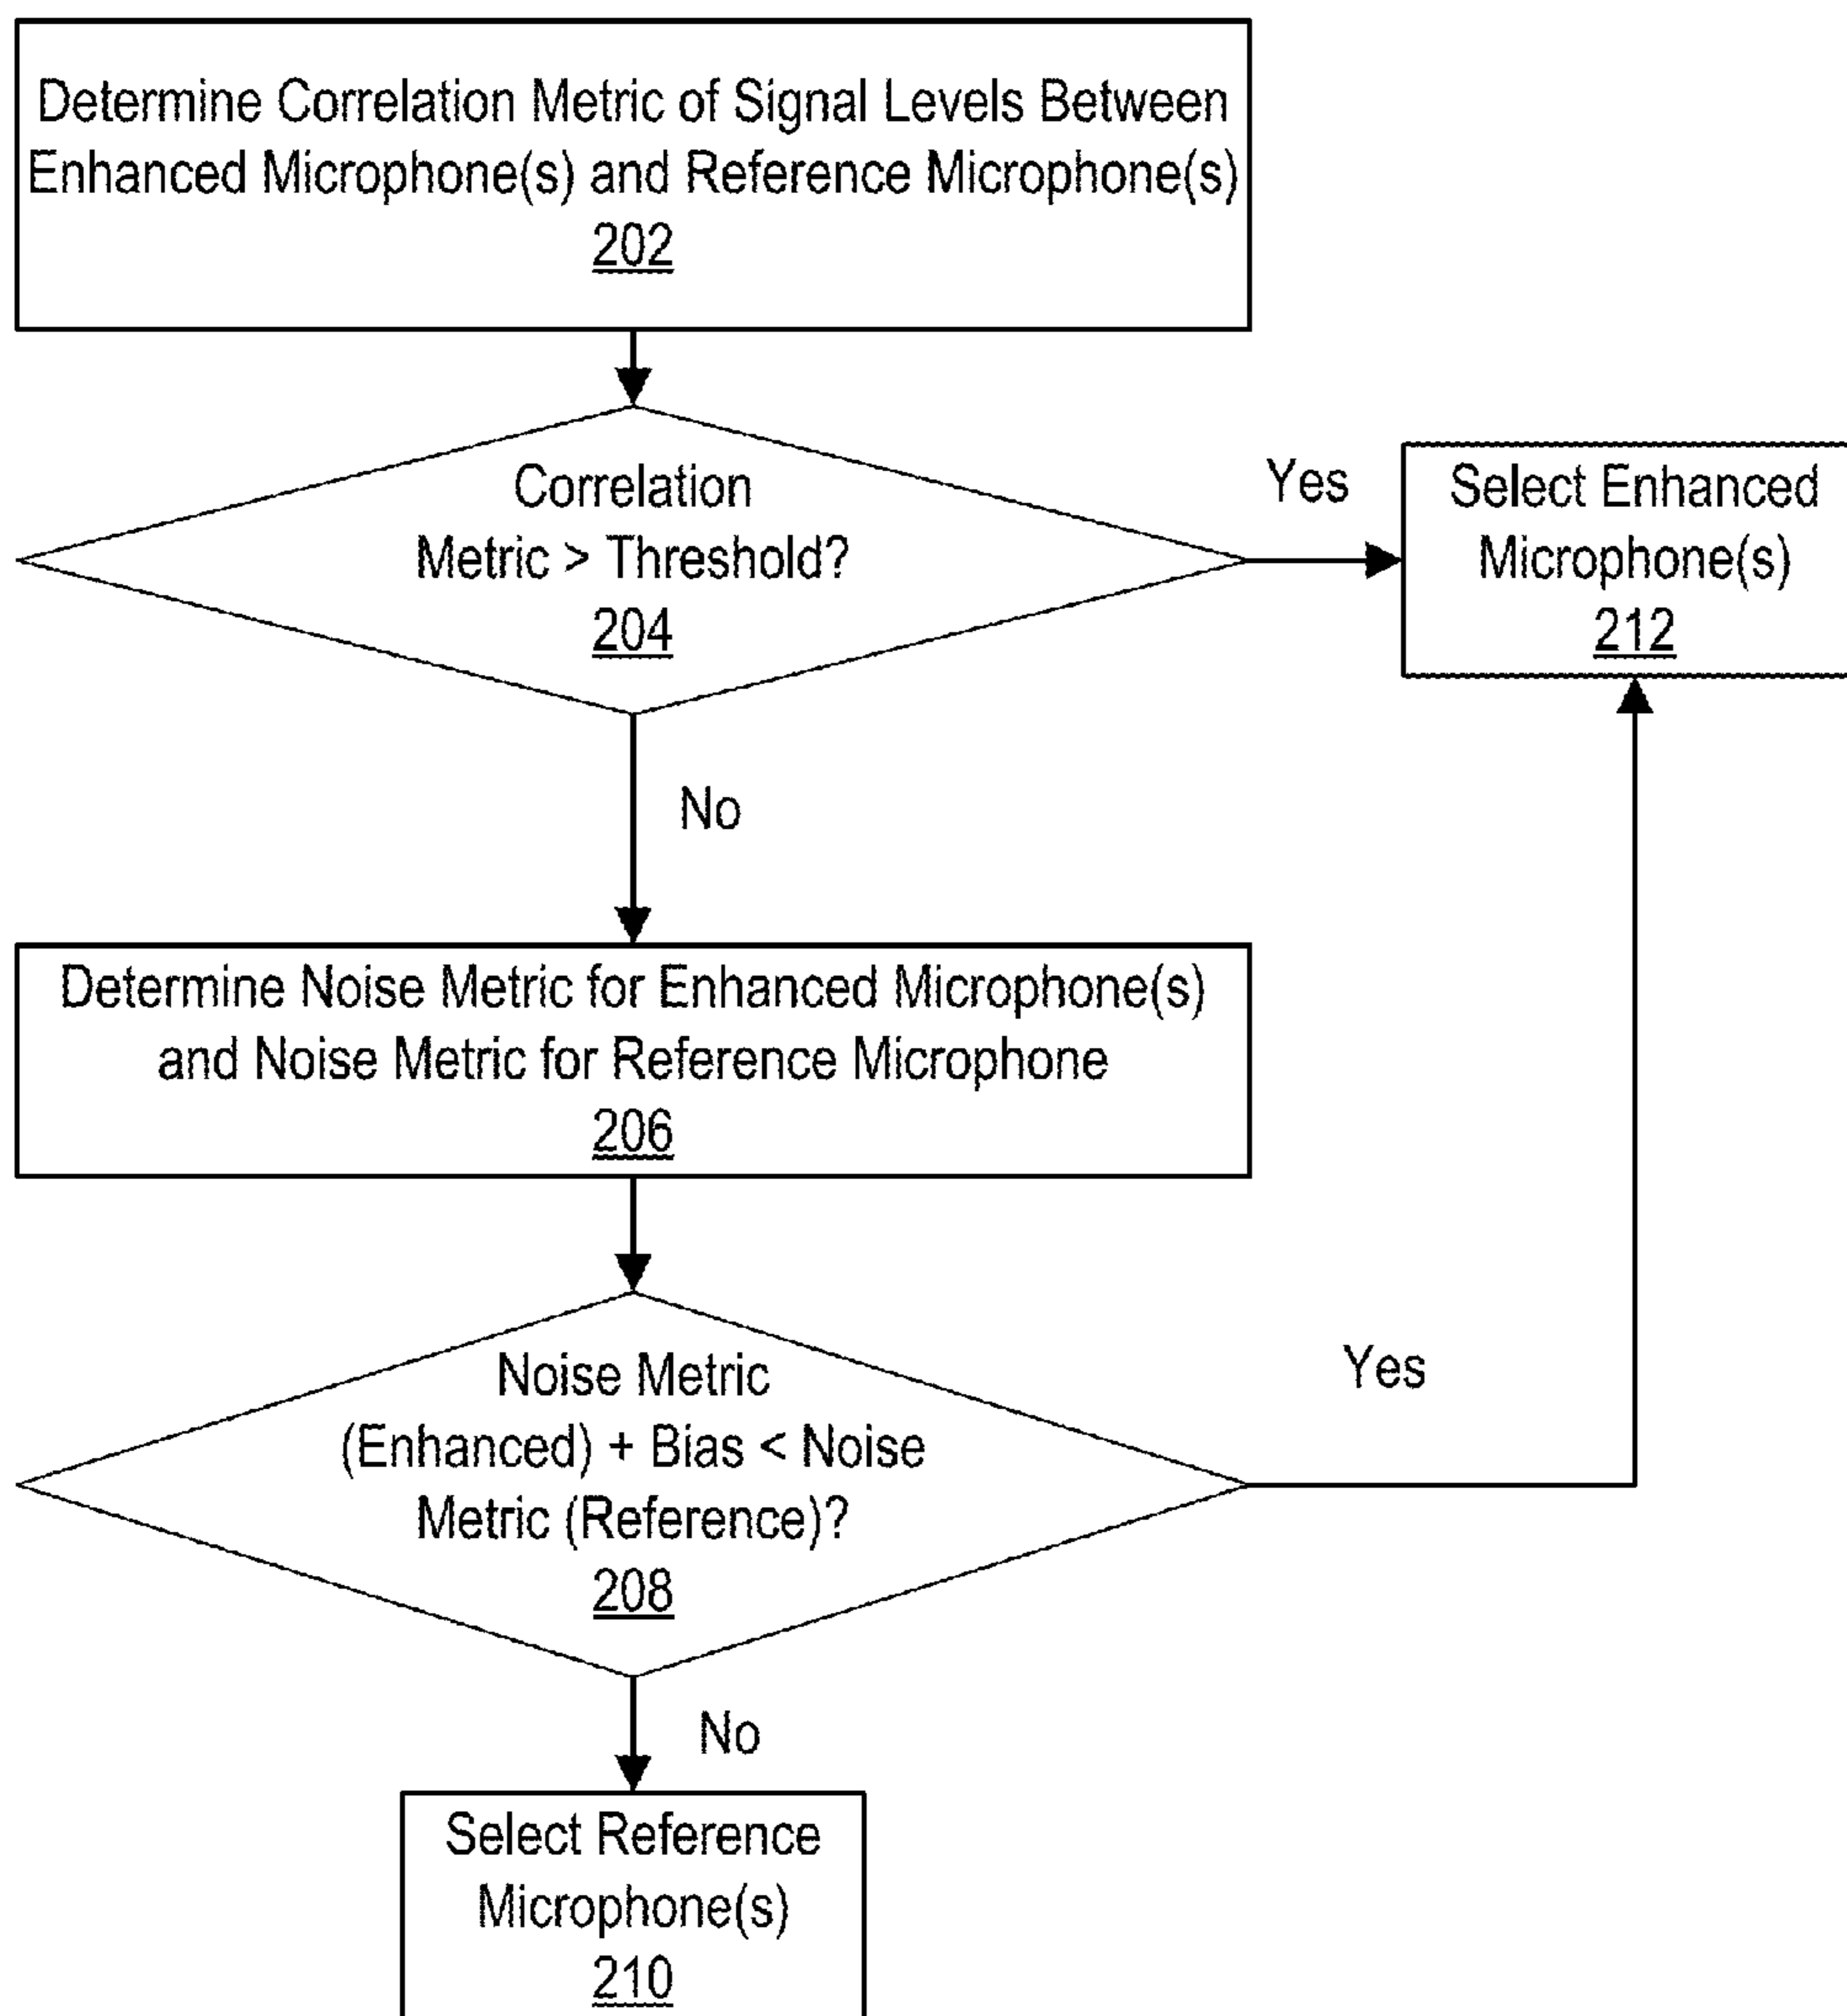 Determine Correlation Metric of Signal Levels Between
Enhanced Microphone(s) and Reference Microphone(s)
202
Correlation
Metric > Threshold?
204
Yes
Select Enhanced
Microphone(s)
212
No
Determine Noise Metric for Enhanced Microphone(s)
and Noise Metric for Reference Microphone
206
Noise Metric
(Enhanced) + Bias < Noise
Metric (Reference)?
208
Yes
No
Select Reference
Microphone(s)
210